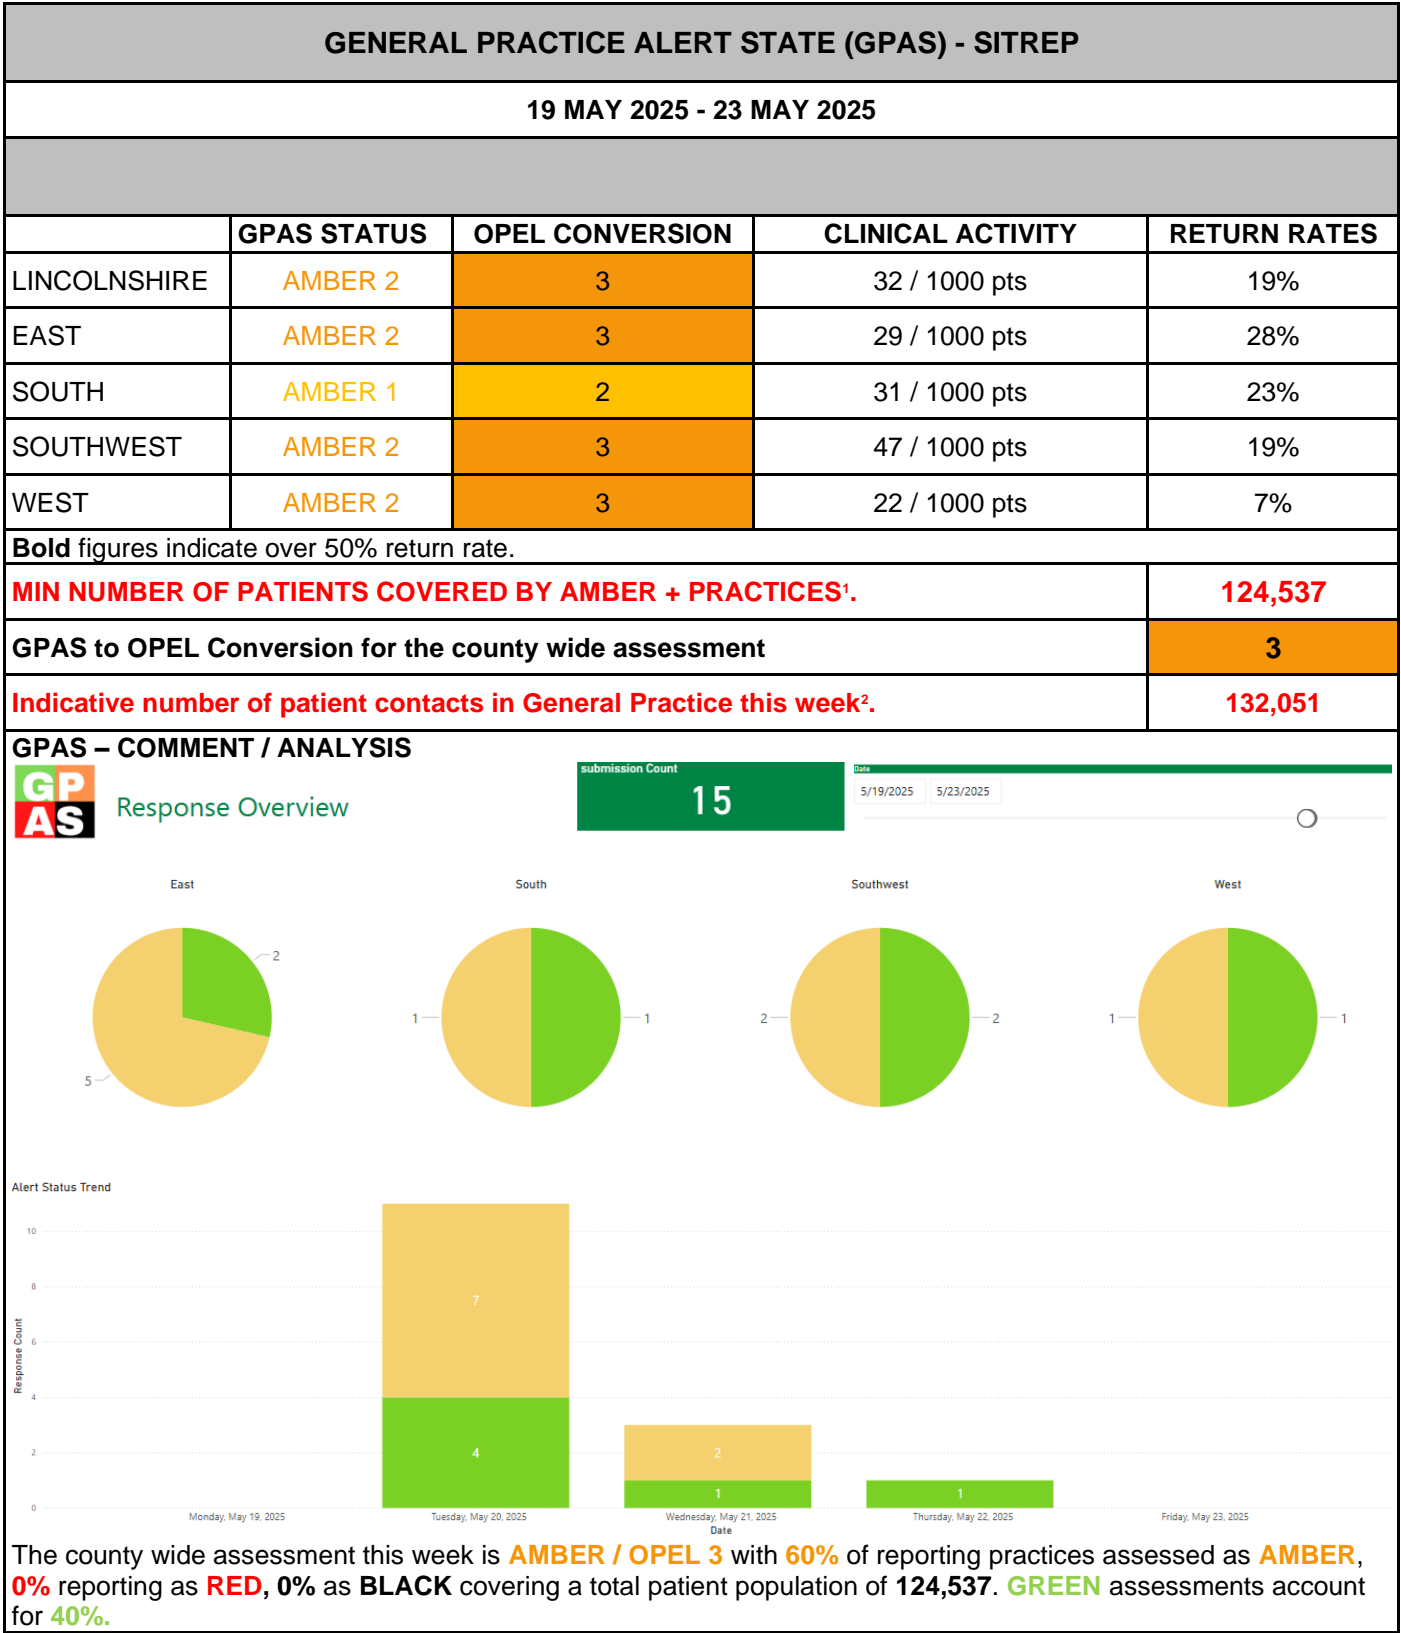 GENERAL PRACTICE ALERT STATE (GPAS) - SITREP
19 MAY 2025 - 23 MAY 2025
GPAS STATUS OPEL CONVERSION CLINICAL ACTIVITY RETURN RATES
LINCOLNSHIRE AMBER 2 3 32 / 1000 pts 19%
EAST AMBER 2 3 29 / 1000 pts 28%
SOUTH AMBER 1 2 31 / 1000 pts 23%
SOUTHWEST AMBER 2 3 47 / 1000 pts 19%
WEST AMBER 2 3 22 / 1000 pts 7%
Bold figures indicate over 50% return rate.
MIN NUMBER OF PATIENTS COVERED BY AMBER + PRACTICES¹. 124,537
GPAS to OPEL Conversion for the county wide assessment 3
Indicative number of patient contacts in General Practice this week². 132,051
GPAS – COMMENT / ANALYSIS
GP
AS
Response Overview
submission Count
15
Date
5/19/2025 5/23/2025
East South Southwest West
2
5
1 1
2 2
1 1
Alert Status Trend
Response Count
10
8
6
4
2
0
7
4
2
1
1
Monday, May 19, 2025 Tuesday, May 20, 2025 Wednesday, May 21, 2025 Thursday, May 22, 2025 Friday, May 23, 2025
Date
The county wide assessment this week is AMBER / OPEL 3 with 60% of reporting practices assessed as AMBER,
0% reporting as RED, 0% as BLACK covering a total patient population of 124,537. GREEN assessments account
for 40%.